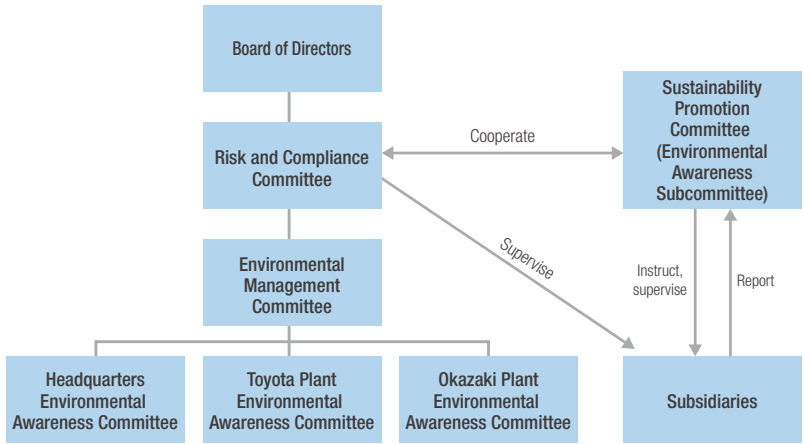 Board of Directors
Sustainability
Promotion
Committee
(Environmental
Awareness
Subcommittee)
Cooperate
Risk and Compliance
Committee
Supervise
Instruct,
supervise
Report
Environmental
Management
Committee
Headquarters
Environmental
Awareness Committee
Toyota Plant
Environmental
Awareness Committee
Okazaki Plant
Environmental
Awareness Committee
Subsidiaries